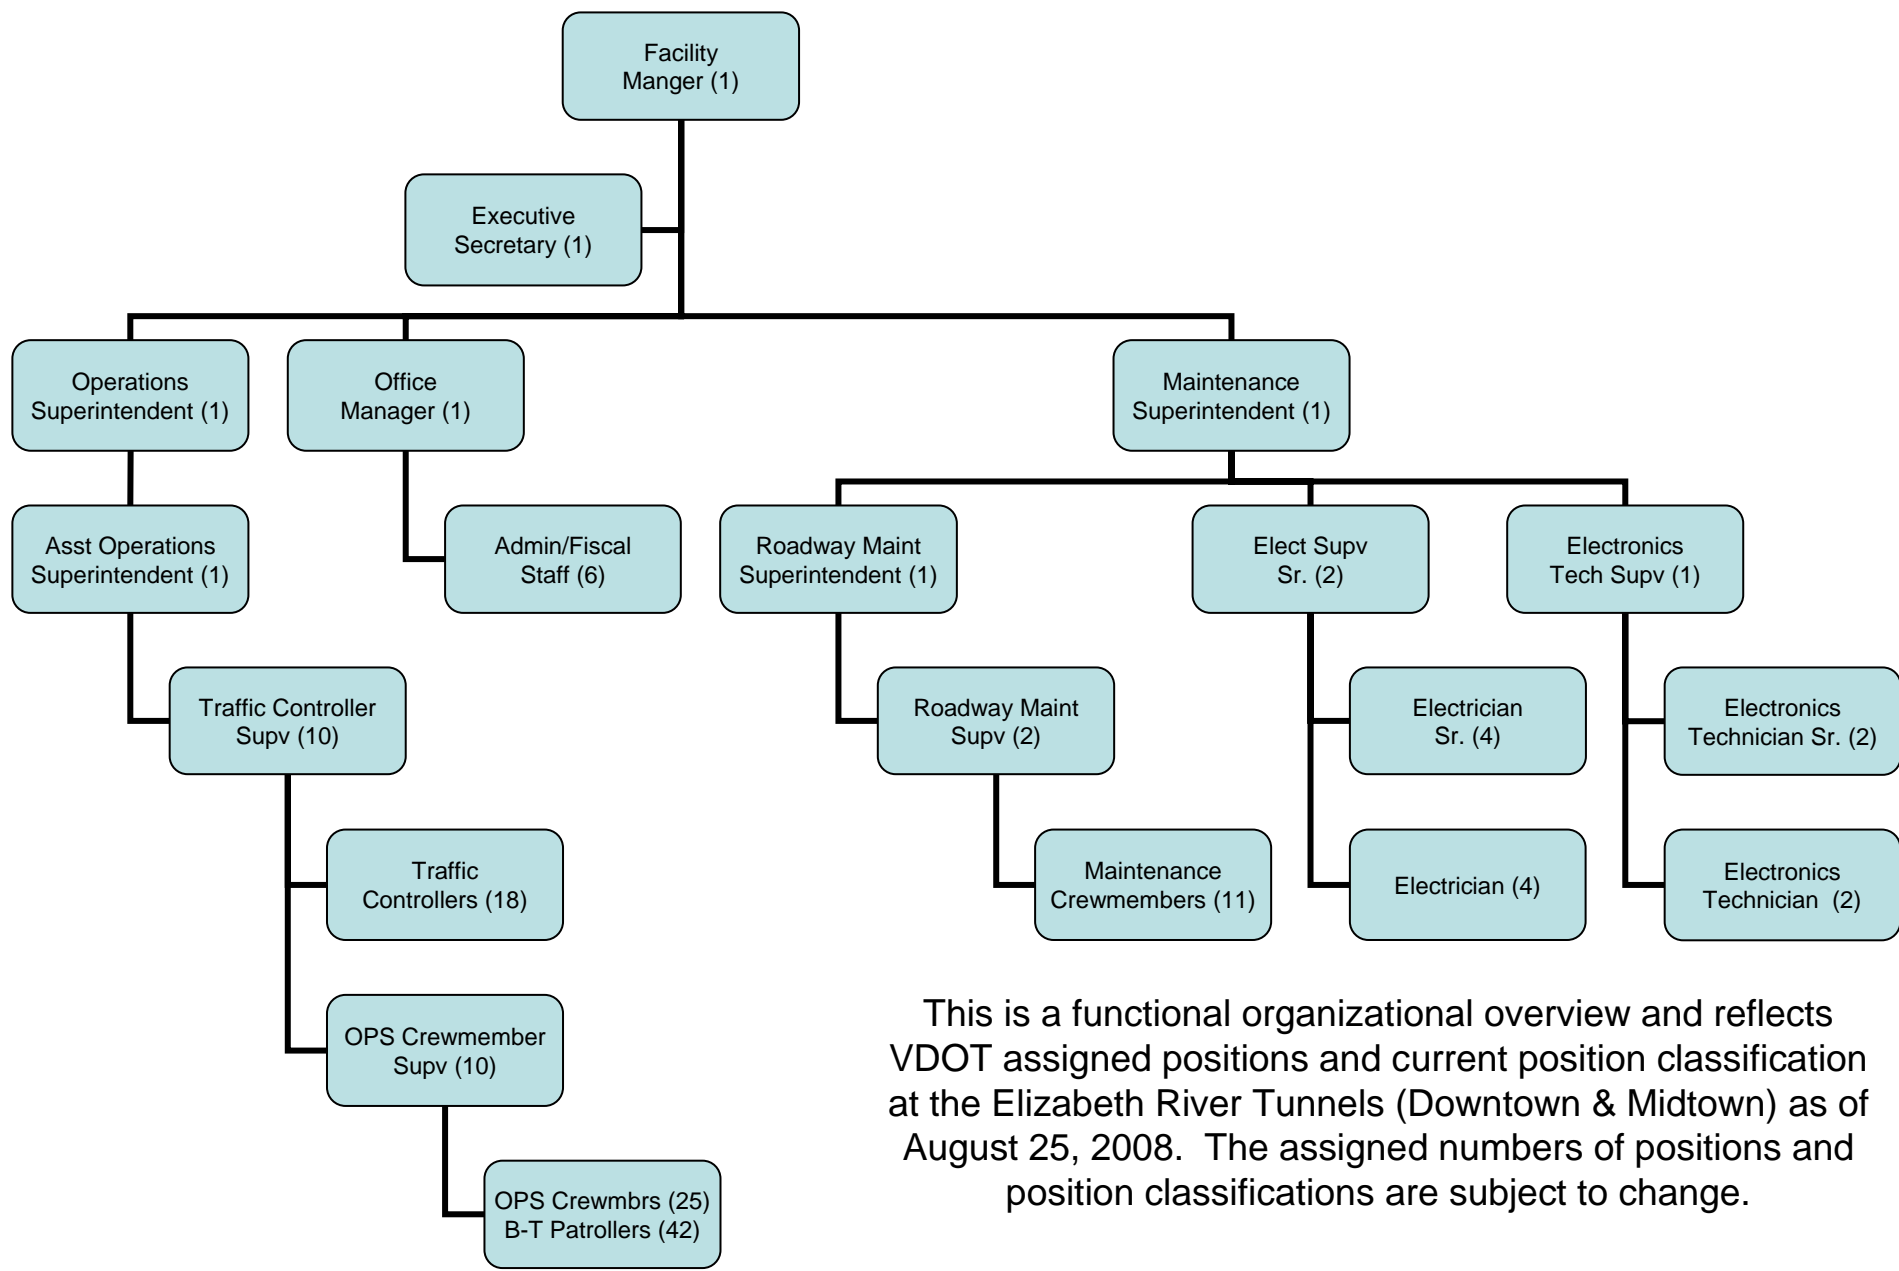 Facility
Manger (1)
Executive
Secretary (1)
Operations
Superintendent (1)
Office
Manager (1)
Maintenance
Superintendent (1)
Asst Operations
Superintendent (1)
Admin/Fiscal
Staff (6)
Roadway Maint
Superintendent (1)
Elect Supv
Sr. (2)
Electronics
Tech Supv (1)
Traffic Controller
Supv (10)
Roadway Maint
Supv (2)
Electrician
Sr. (4)
Electronics
Technician Sr. (2)
Traffic
Controllers (18)
Maintenance
Crewmembers (11)
Electrician (4)
Electronics
Technician  (2)
OPS Crewmember
Supv (10)
OPS Crewmbrs (25)
B-T Patrollers (42)
This is a functional organizational overview and reflects
VDOT assigned positions and current position classification
at the Elizabeth River Tunnels (Downtown & Midtown) as of
August 25, 2008.  The assigned numbers of positions and
position classifications are subject to change.